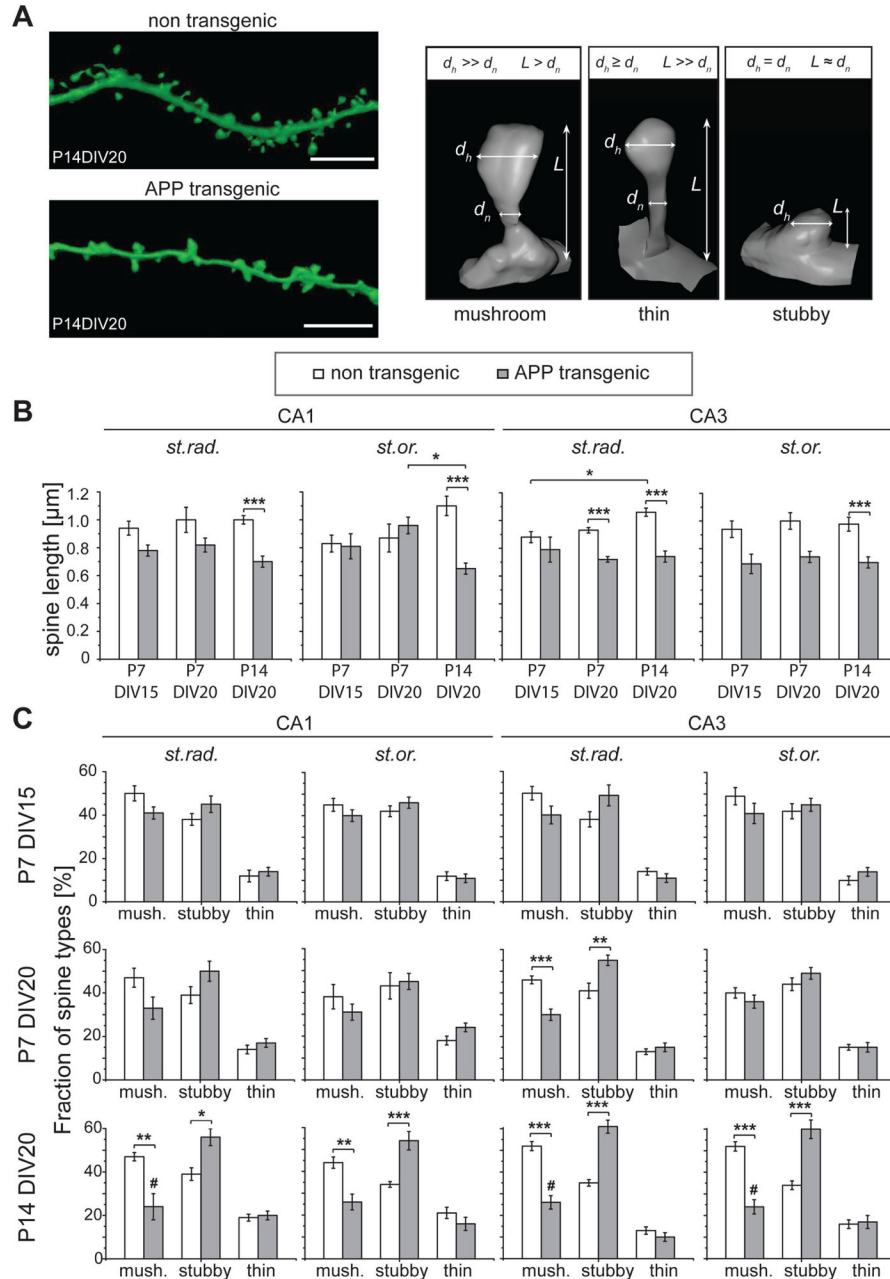 A
non transgenic
P14DIV20
APP transgenic
P14DIV20
dh >> dn L > dn
dh ≥ dn L >> dn
dh = dn L ≈ dn
dh
L
dn
dh
L
dn
dh
L
mushroom
thin
stubby
non transgenic APP transgenic
B
CA1 CA3
st.rad. st.or. st.rad. st.or.
spine length [µm]
1.2
1.0
0.8
0.6
0.4
0.2
0
***
* ***
* *** ***
***
P7 P7 P14 P7 P7 P14 P7 P7 P14 P7 P7 P14
DIV15 DIV20 DIV20 DIV15 DIV20 DIV20 DIV15 DIV20 DIV20 DIV15 DIV20 DIV20
C
CA1 CA3
st.rad. st.or. st.rad. st.or.
Fraction of spine types [%]
P7 DIV15
60
40
20
0
mush. stubby thin mush. stubby thin mush. stubby thin mush. stubby thin
P7 DIV20
60
40
20
0
*** **
mush. stubby thin mush. stubby thin mush. stubby thin mush. stubby thin
P14 DIV20
60
40
20
0
** * ** *** *** *** *** ***
# # #
mush. stubby thin mush. stubby thin mush. stubby thin mush. stubby thin